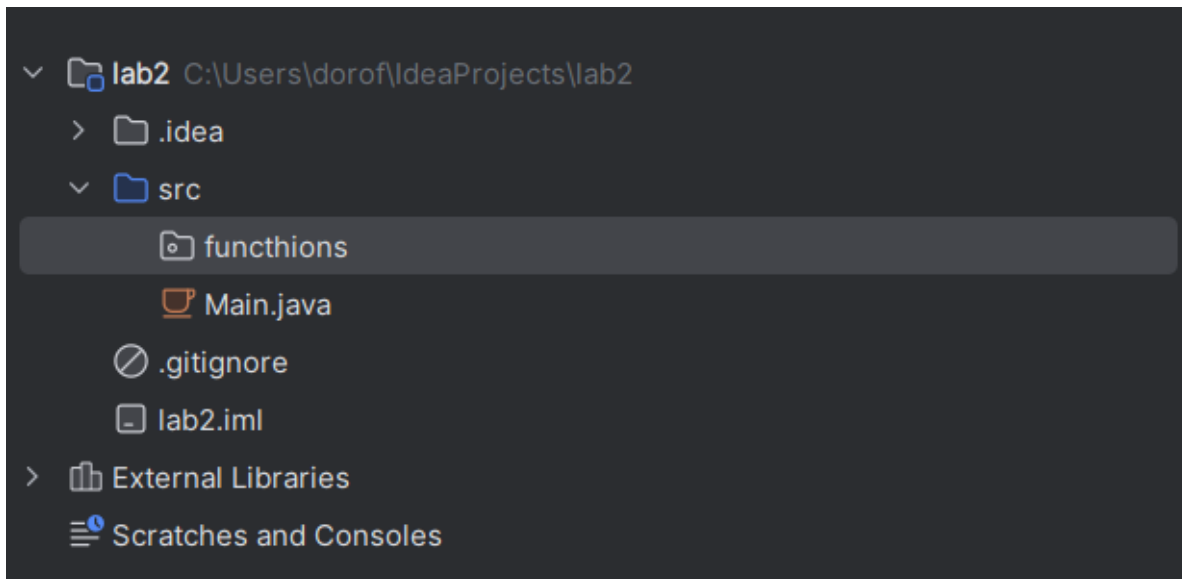 lab2 C:\Users\dorof\IdeaProjects\lab2
.idea
src
functhions
Main.java
.gitignore
lab2.iml
External Libraries
Scratches and Consoles